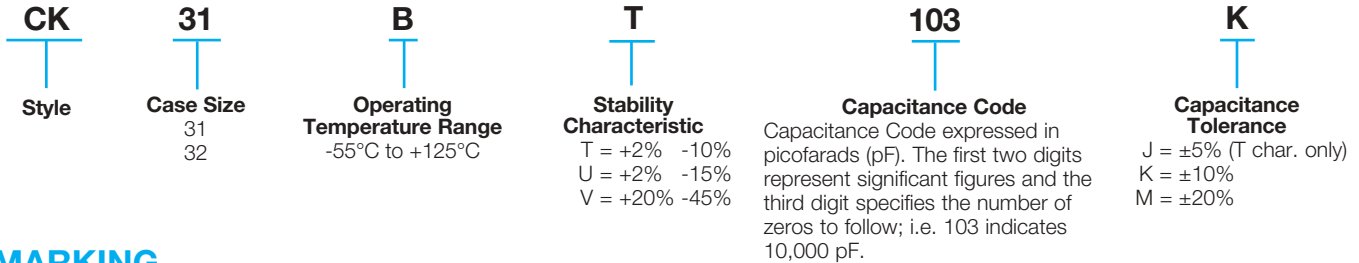 CK 31 B T 103 K
Style
Case Size
31
32
Operating
Temperature Range
-55°C to +125°C
Stability
Characteristic
T = +2% -10%
U = +2% -15%
V = +20% -45%
Capacitance Code
Capacitance Code expressed in
picofarads (pF). The first two digits
represent significant figures and the
third digit specifies the number of
zeros to follow; i.e. 103 indicates
10,000 pF.
Capacitance
Tolerance
J = ±5% (T char. only)
K = ±10%
M = ±20%
MARKING